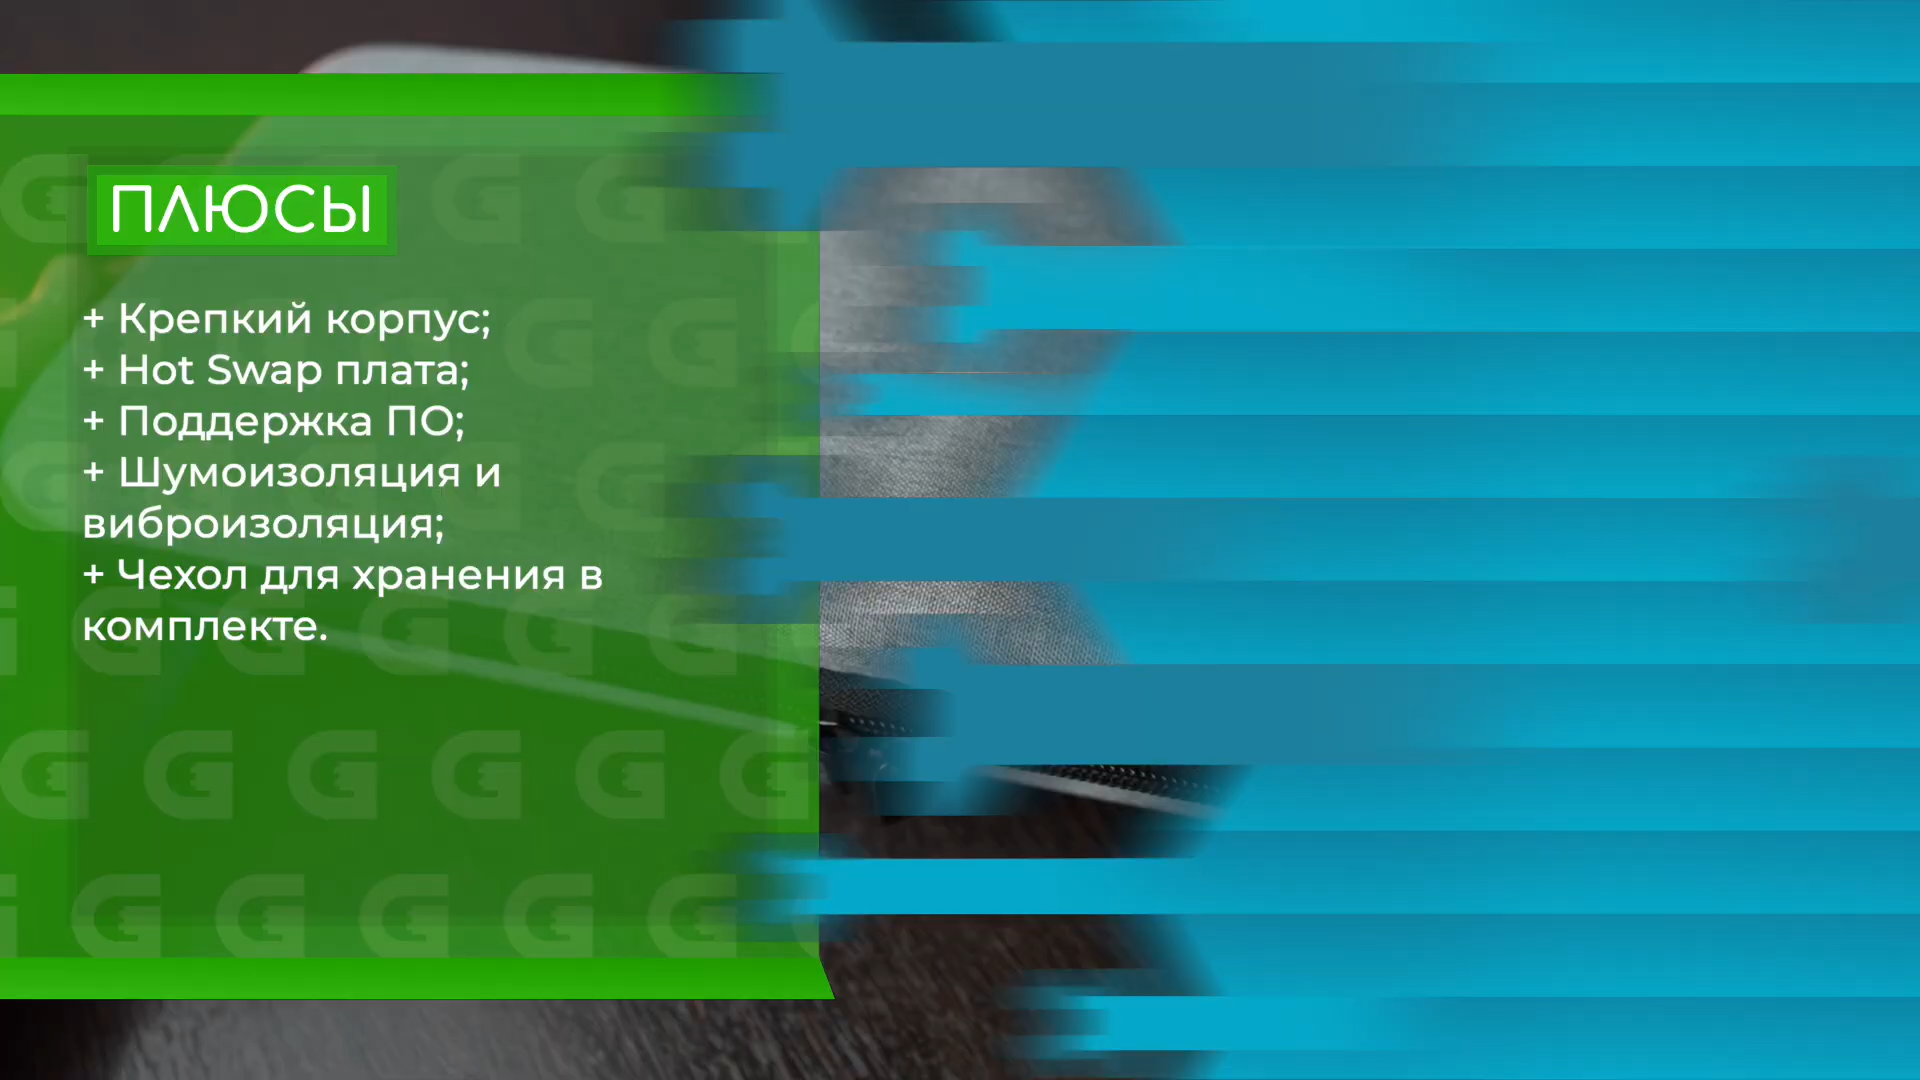 ПЛЮСЫ
+ Крепкий корпус;
+ Hot Swap плата;
+ Поддержка ПО;
+ Шумоизоляция и
виброизоляция;
+ Чехол для хранения в
комплекте.